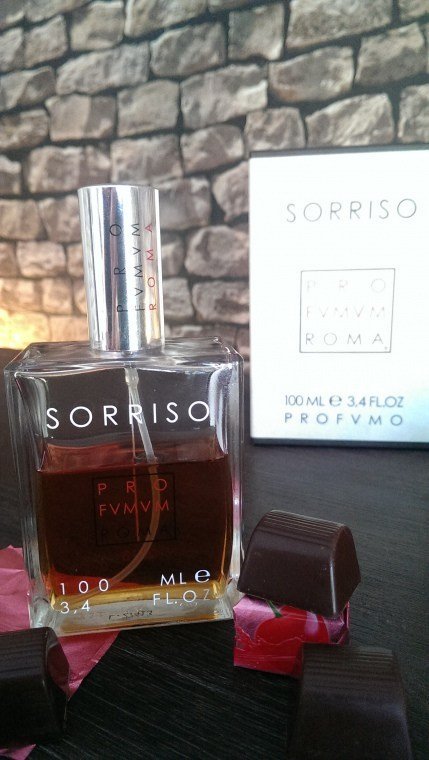 PRO
FVMVM
ROMA
SORRISO
PRO
FVMVM
ROMA
100 ML e
3,4 FL.,OZ
SORRISO
PRO
FVMVM
ROMA
100 ML e 3,4 FL.OZ
PROFVMO